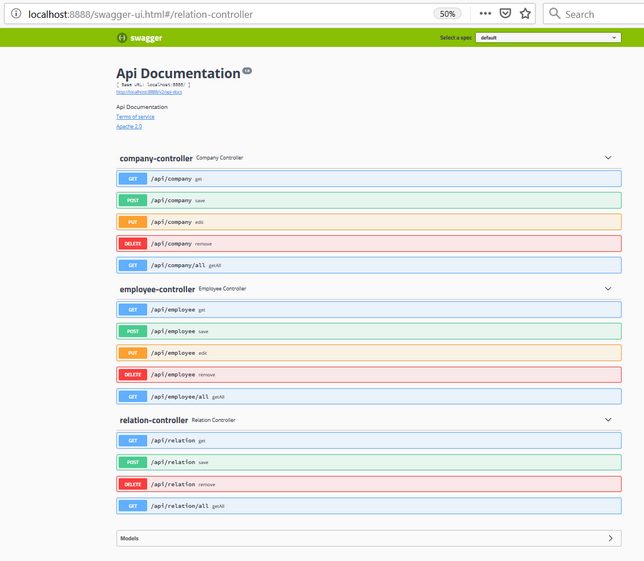 localhost:8888/swagger-ui.html#/relation-controller
50%
Search
swagger
Select a spec
default
Api Documentation 1.0
[ Base URL: localhost:8888/ ]
http://localhost:8888/v2/api-docs
Api Documentation
Terms of service
Apache 2.0
company-controller Company Controller
GET /api/company get
POST /api/company save
PUT /api/company edit
DELETE /api/company remove
GET /api/company/all getAll
employee-controller Employee Controller
GET /api/employee get
POST /api/employee save
PUT /api/employee edit
DELETE /api/employee remove
GET /api/employee/all getAll
relation-controller Relation Controller
GET /api/relation get
POST /api/relation save
DELETE /api/relation remove
GET /api/relation/all getAll
Models